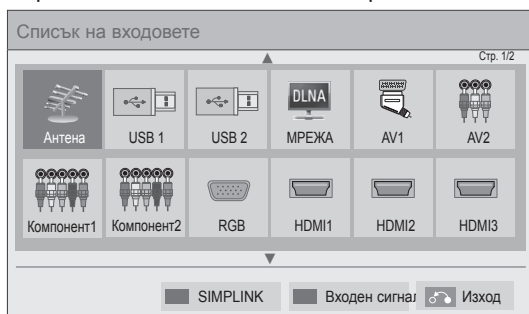 Списък на входовете
Стр. 1/2
Антена USB 1 USB 2 DLNA МРЕЖА AV1 AV2
Компонент1 Компонент2 RGB HDMI1 HDMI2 HDMI3
SIMPLINK Входен сигнал Изход